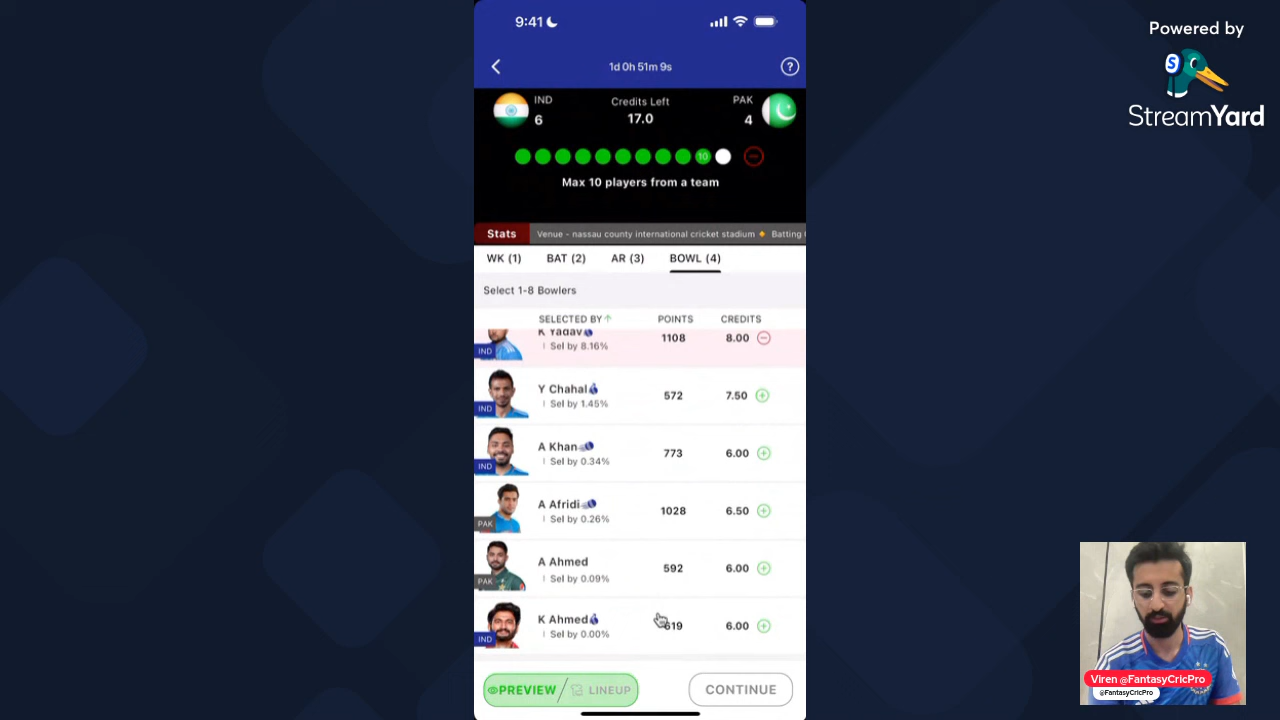 Powered by
StreamYard
9:41
1d 0h 51m 9s
?
IND
6
Credits Left
17.0
PAK
4
10
Max 10 players from a team
Stats Venue - nassau county international cricket stadium Batting
WK (1) BAT (2) AR (3) BOWL (4)
Select 1-8 Bowlers
SELECTED BY POINTS CREDITS
K Yadav
Sel by 8.16%
IND
1108 8.00
Y Chahal
Sel by 1.45%
IND
572 7.50
A Khan
Sel by 0.34%
IND
773 6.00
A Afridi
Sel by 0.26%
PAK
1028 6.50
A Ahmed
Sel by 0.09%
PAK
592 6.00
K Ahmed
Sel by 0.00%
IND
619 6.00
PREVIEW LINEUP
CONTINUE
Viren @FantasyCricPro
@FantasyCricPro